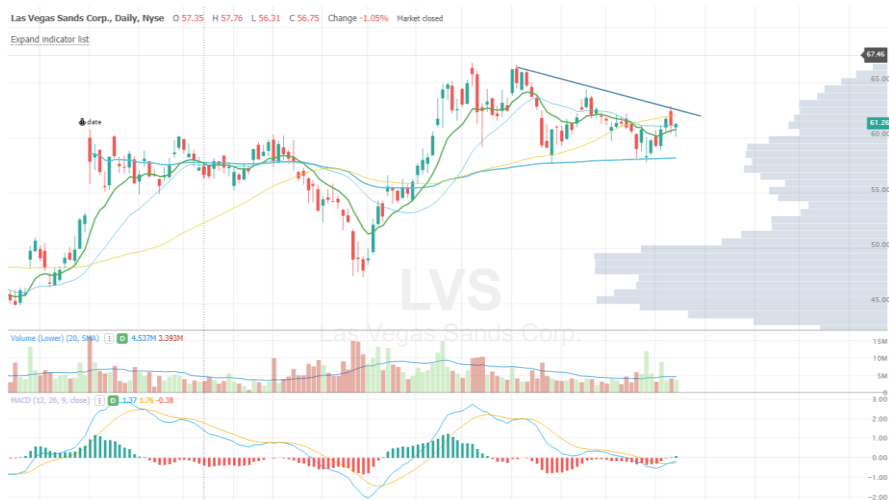 Las Vegas Sands Corp., Daily, Nyse O 57.35 H 57.76 L 56.31 C 56.75 Change -1.05% Market closed
Expand indicator list
67.46
65.00
date
61.26
60.00
55.00
50.00
LVS
45.00
Las Vegas Sands Corp.
Volume (Lower) (20, SMA) D 4.537M 3.393M
15M
10M
5M
0
MACD (12, 26, 9, close) D 1.37 1.76 -0.38
3.00
2.00
1.00
0.00
-1.00
-2.00